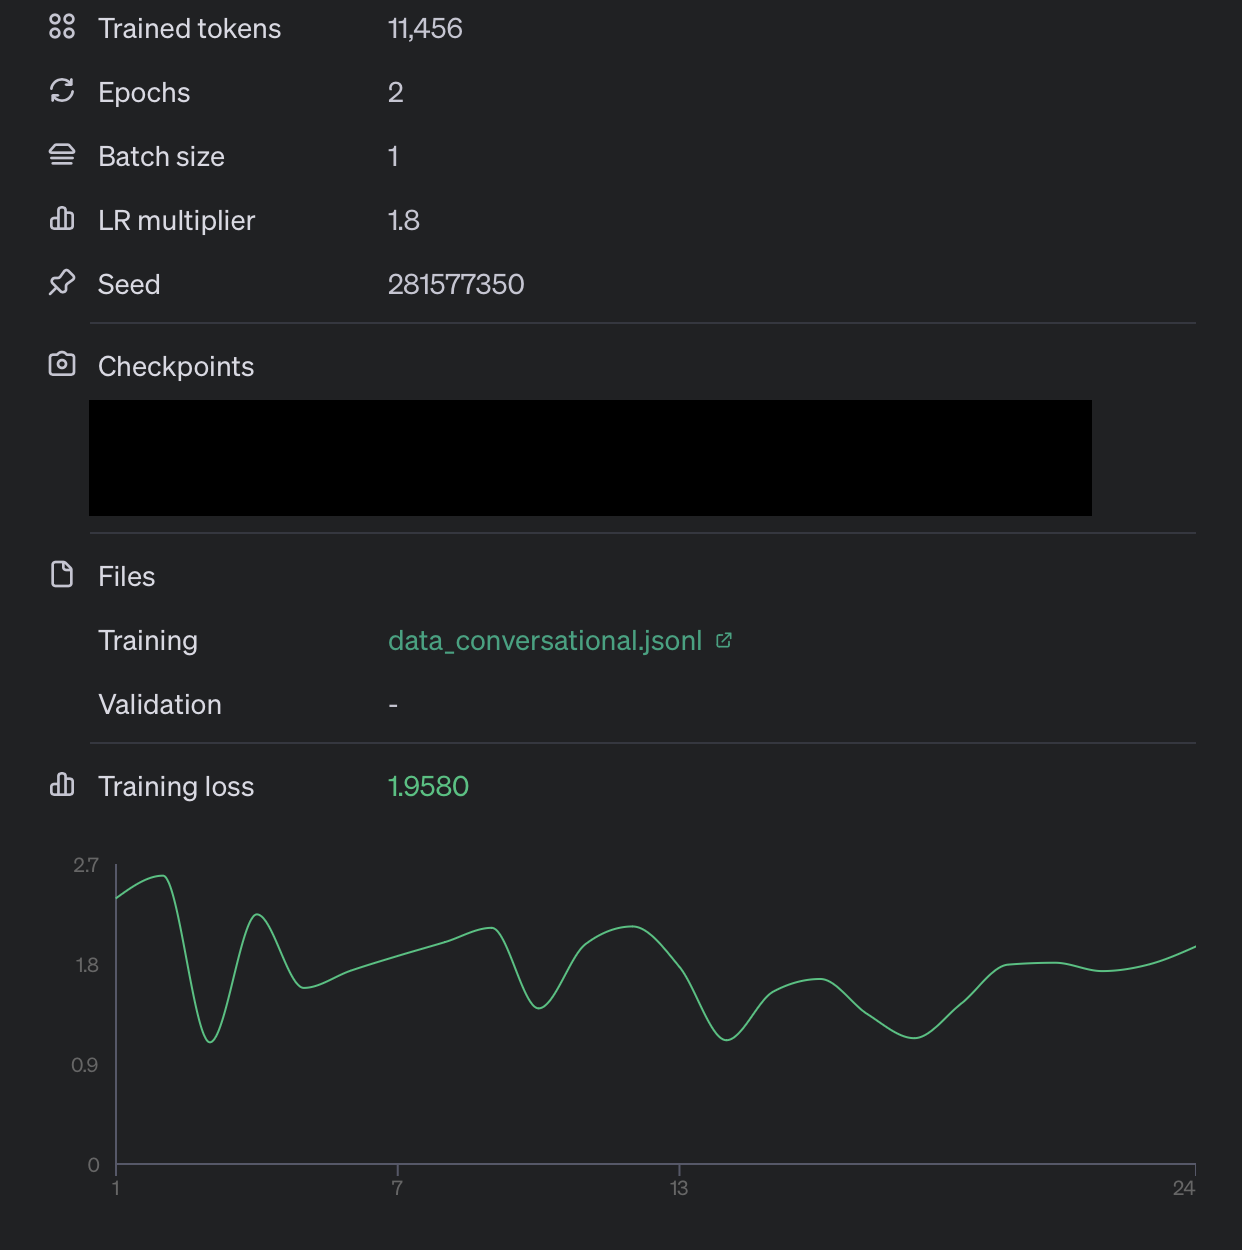 Trained tokens 11,456
Epochs 2
Batch size 1
LR multiplier 1.8
Seed 281577350
Checkpoints
Files
Training data_conversational.jsonl
Validation -
Training loss 1.9580
2.7
1.8
0.9
0
1 7 13 24